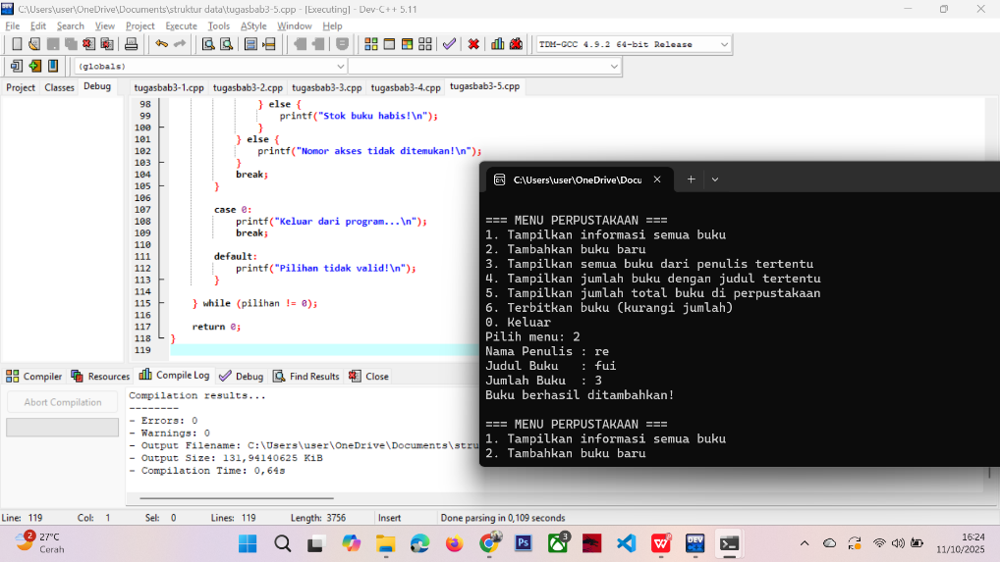 C:\Users\user\OneDrive\Documents\struktur data\tugasbab3-5.cpp - [Executing] - Dev-C++ 5.11
File Edit Search View Project Execute Tools AStyle Window Help
TDM-GCC 4.9.2 64-bit Release
(globals)
Project Classes Debug
tugasbab3-1.cpp tugasbab3-2.cpp tugasbab3-3.cpp tugasbab3-4.cpp tugasbab3-5.cpp
98 } else {
99 printf("Stok buku habis!\n");
100 }
101 } else {
102 printf("Nomor akses tidak ditemukan!\n");
103 }
104 break;
105 }
106
107 case 0:
108 printf("Keluar dari program...\n");
109 break;
110
111 default:
112 printf("Pilihan tidak valid!\n");
113 }
114
115 } while (pilihan != 0);
116
117 return 0;
118 }
119
C:\Users\user\OneDrive\Docu
=== MENU PERPUSTAKAAN ===
1. Tampilkan informasi semua buku
2. Tambahkan buku baru
3. Tampilkan semua buku dari penulis tertentu
4. Tampilkan jumlah buku dengan judul tertentu
5. Tampilkan jumlah total buku di perpustakaan
6. Terbitkan buku (kurangi jumlah)
0. Keluar
Pilih menu: 2
Nama Penulis : re
Judul Buku : fui
Jumlah Buku : 3
Buku berhasil ditambahkan!
=== MENU PERPUSTAKAAN ===
1. Tampilkan informasi semua buku
2. Tambahkan buku baru
Compiler Resources Compile Log Debug Find Results Close
Abort Compilation
Compilation results...
--------
- Errors: 0
- Warnings: 0
- Output Filename: C:\Users\user\OneDrive\Documents\stru
- Output Size: 131,94140625 KiB
- Compilation Time: 0,64s
Line: 119 Col: 1 Sel: 0 Lines: 119 Length: 3756 Insert Done parsing in 0,109 seconds
2
27°C
Cerah
Ps
3
W
DEV
16:24
11/10/2025